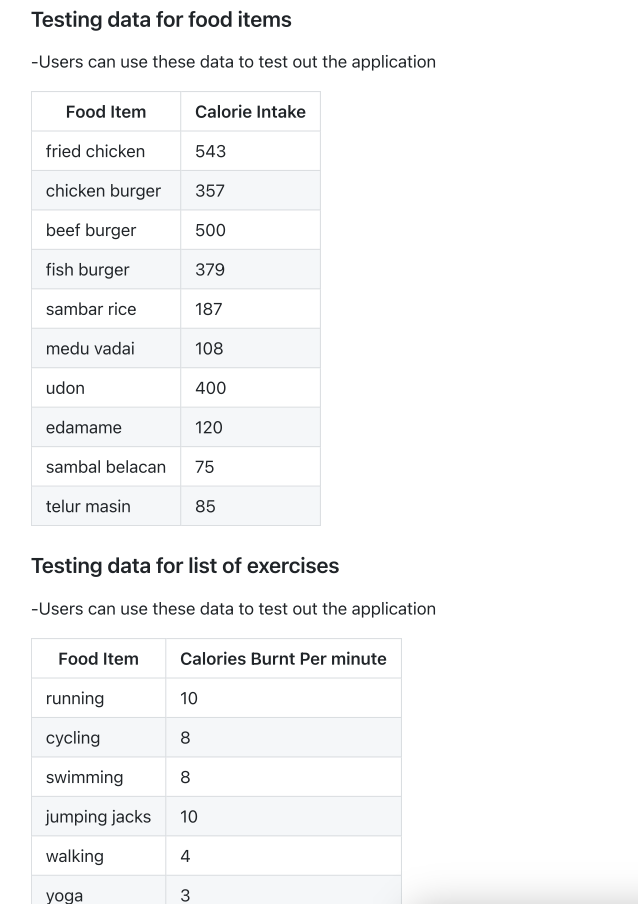 Testing data for food items
-Users can use these data to test out the application
Food Item Calorie Intake
fried chicken 543
chicken burger 357
beef burger 500
fish burger 379
sambar rice 187
medu vadai 108
udon 400
edamame 120
sambal belacan 75
telur masin 85
Testing data for list of exercises
-Users can use these data to test out the application
Food Item Calories Burnt Per minute
running 10
cycling 8
swimming 8
jumping jacks 10
walking 4
yoga 3